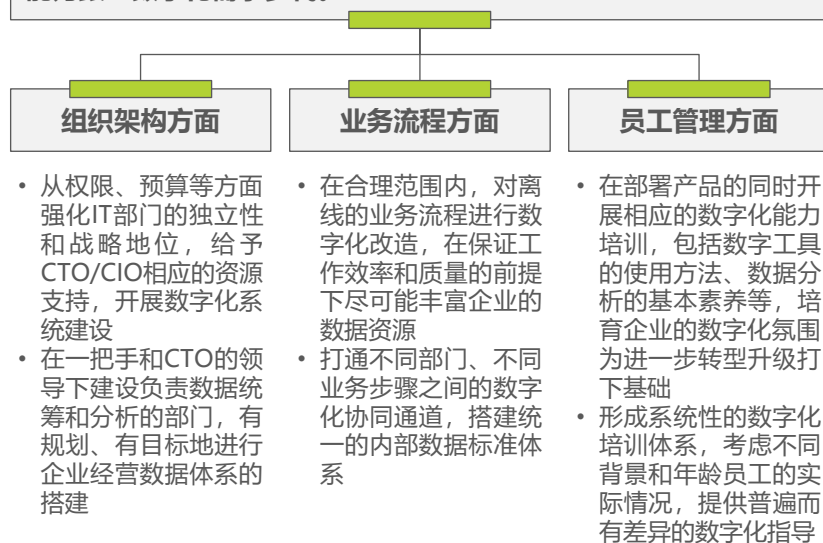 组织架构方面
业务流程方面
员工管理方面
• 从权限、预算等方面
强化IT部门的独立性
和战略地位，给予
CTO/CIO相应的资源
支持，开展数字化系
统建设
• 在一把手和CTO的领
导下建设负责数据统
筹和分析的部门，有
规划、有目标地进行
企业经营数据体系的
搭建
• 在合理范围内，对离
线的业务流程进行数
字化改造，在保证工
作效率和质量的前提
下尽可能丰富企业的
数据资源
• 打通不同部门、不同
业务步骤之间的数字
化协同通道，搭建统
一的内部数据标准体
系
• 在部署产品的同时开
展相应的数字化能力
培训，包括数字工具
的使用方法、数据分
析的基本素养等，培
育企业的数字化氛围
为进一步转型升级打
下基础
• 形成系统性的数字化
培训体系，考虑不同
背景和年龄员工的实
际情况，提供普遍而
有差异的数字化指导